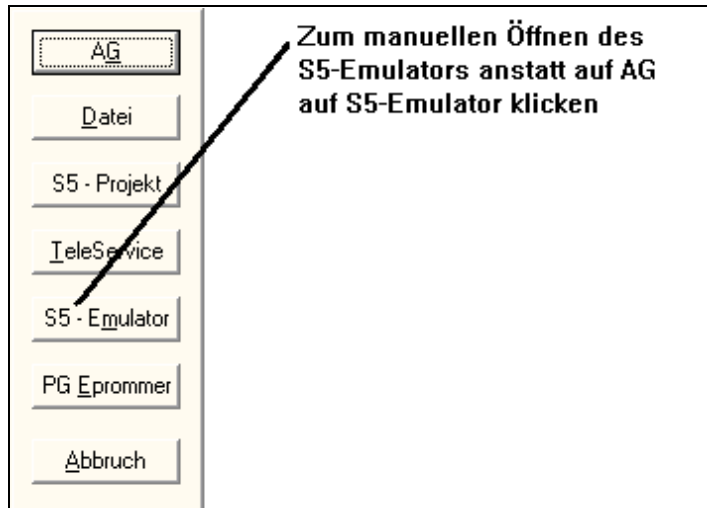 AG
Datei
S5 - Projekt
TeleService
S5 - Emulator
PG Eprommer
Abbruch
Zum manuellen Öffnen des
S5-Emulators anstatt auf AG
auf S5-Emulator klicken